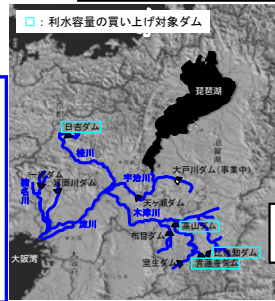 □：利水容量の買い上げ対象ダム
琵琶湖
日吉ダム
桂川
宇治川
大戸川ダム(事業中)
一庫ダム
箕面川ダム
猪名川
天ヶ瀬ダム
木津川
淀川
布目ダム
高山ダム
大阪湾
比奈知ダム
室生ダム
青蓮寺ダム